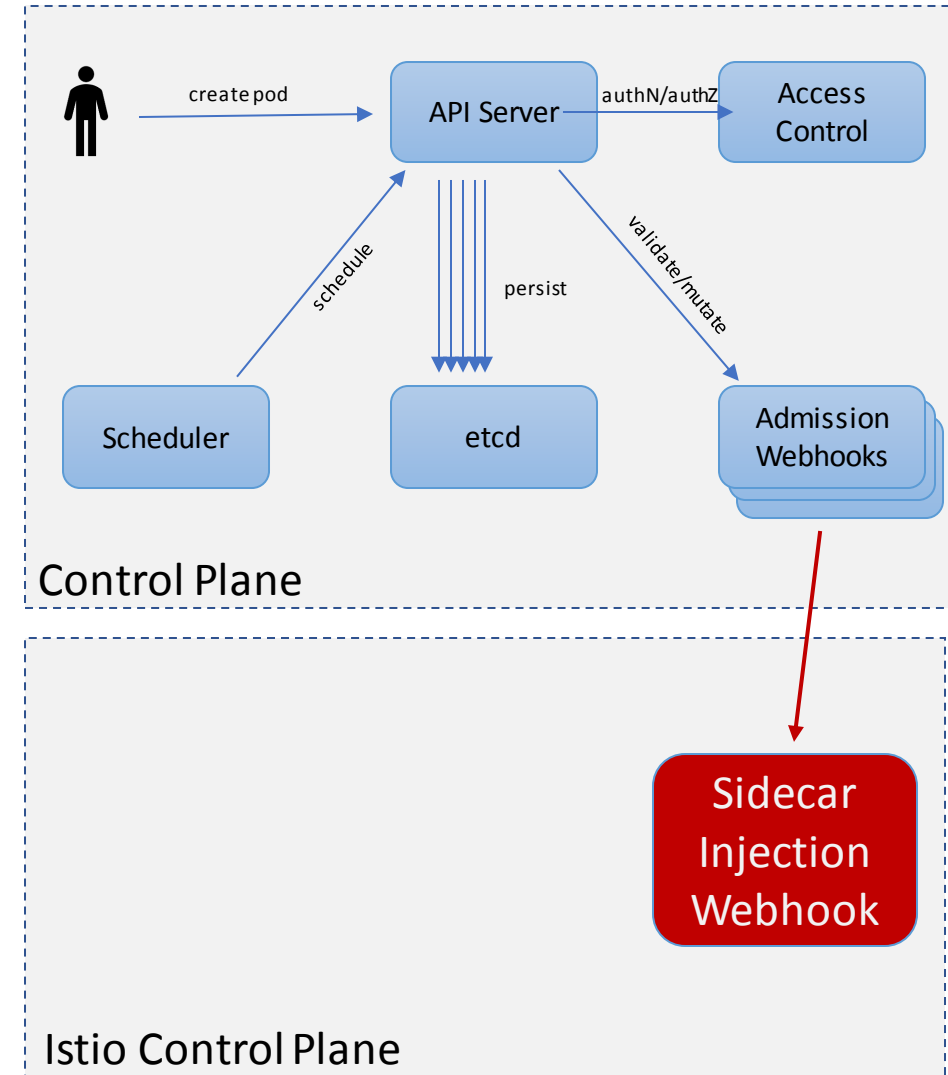 create pod
API Server
authN/authZ
Access
Control
schedule
persist
validate/mutate
Scheduler
etcd
Admission
Webhooks
Control Plane
Sidecar
Injection
Webhook
Istio Control Plane